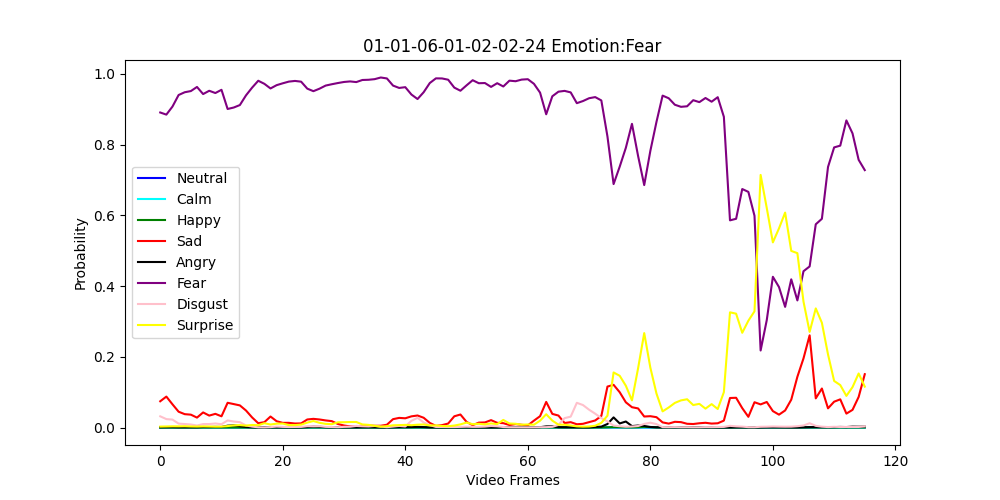 01-01-06-01-02-02-24 Emotion:Fear
1.0
0.8
0.6
0.4
0.2
0.0
Probability
Neutral
Calm
Happy
Sad
Angry
Fear
Disgust
Surprise
0 20 40 60 80 100 120
Video Frames